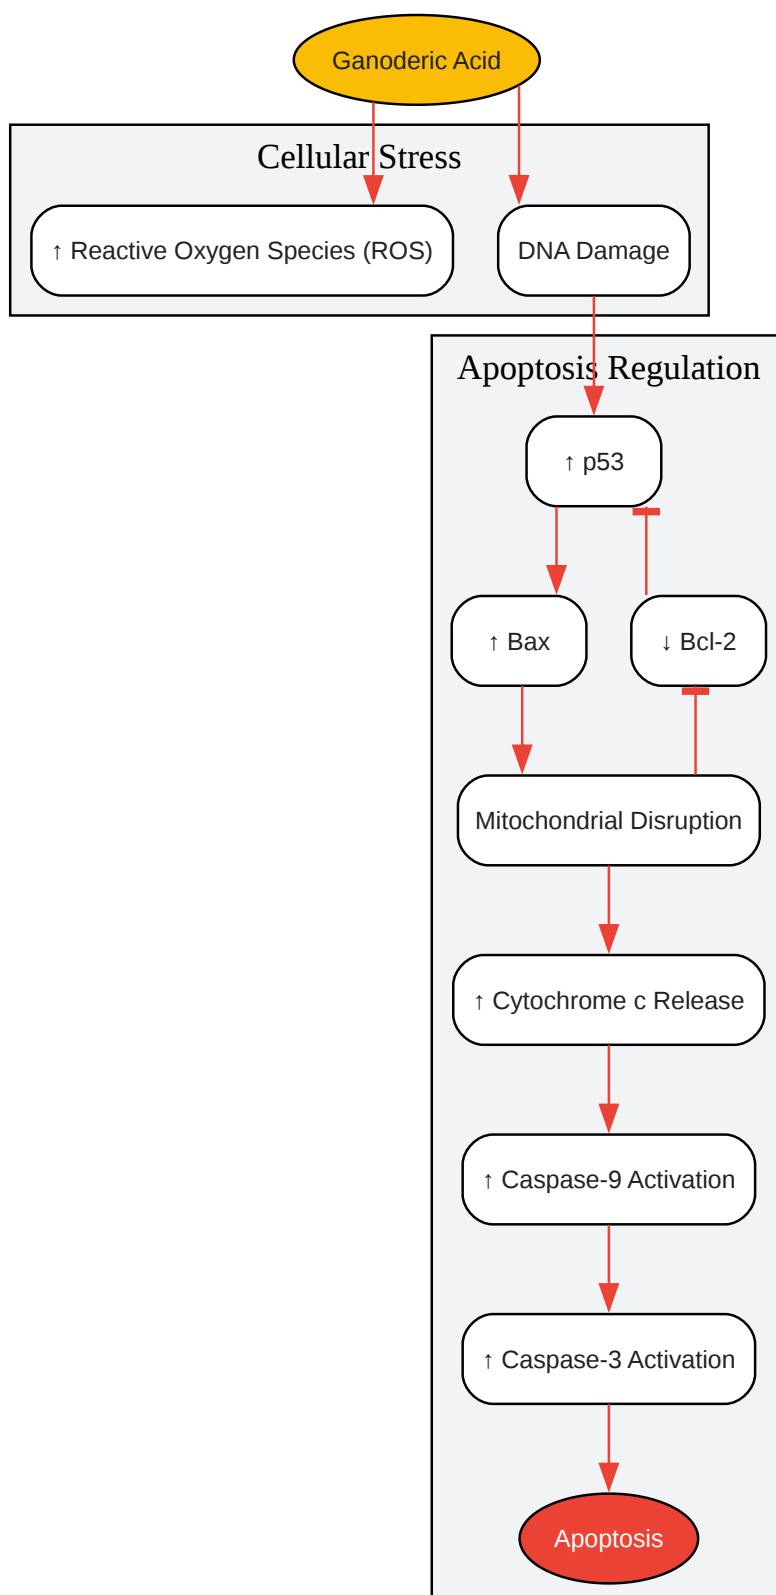 Ganoderic Acid
Cellular Stress
↑ Reactive Oxygen Species (ROS)
DNA Damage
Apoptosis Regulation
↑ p53
↑ Bax
↓ Bcl-2
Mitochondrial Disruption
↑ Cytochrome c Release
↑ Caspase-9 Activation
↑ Caspase-3 Activation
Apoptosis